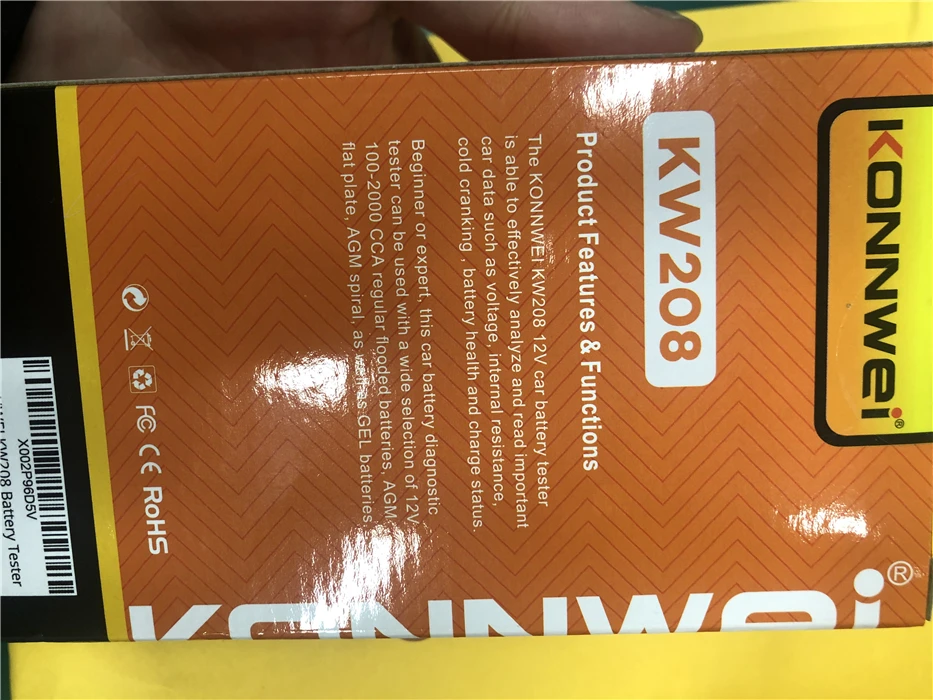 KONNWEi®
KW208
Product Features & Functions
The KONNWEI KW208 12V car battery tester
is able to effectively analyze and read important
car data such as voltage, internal resistance,
cold cranking , battery health and charge status.
Beginner or expert, this car battery diagnostic
tester can be used with a wide selection of 12V
100-2000 CCA regular flooded batteries, AGM
flat plate, AGM spiral, as well as GEL batteries.
FC CE RoHS
KONNWEi®
X002P96D5V
KW208 Battery Tester